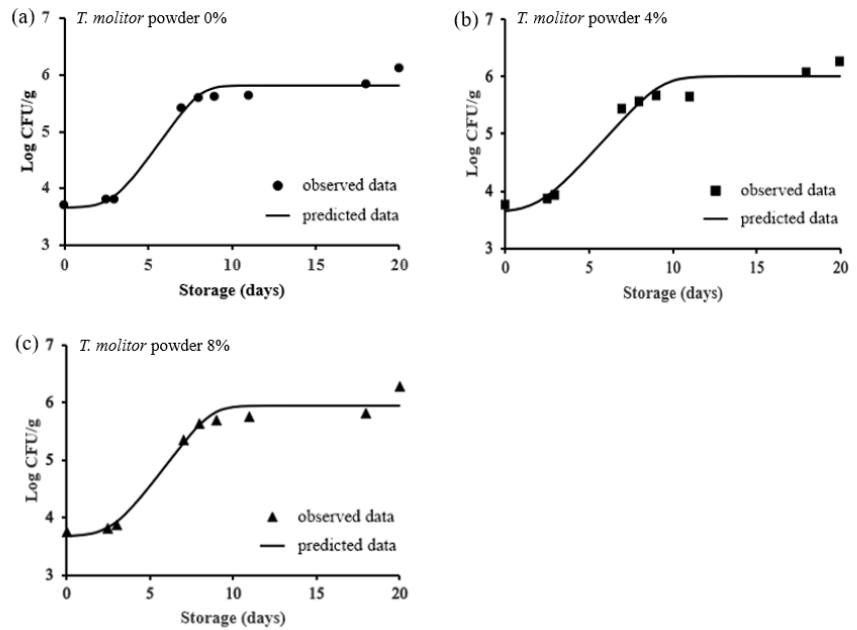 (a)
T. molitor powder 0%
7
6
5
4
3
Log CFU/g
observed data
predicted data
0 5 10 15 20
Storage (days)
(b)
T. molitor powder 4%
7
6
5
4
3
Log CFU/g
observed data
predicted data
0 5 10 15 20
Storage (days)
(c)
T. molitor powder 8%
7
6
5
4
3
Log CFU/g
observed data
predicted data
0 5 10 15 20
Storage (days)